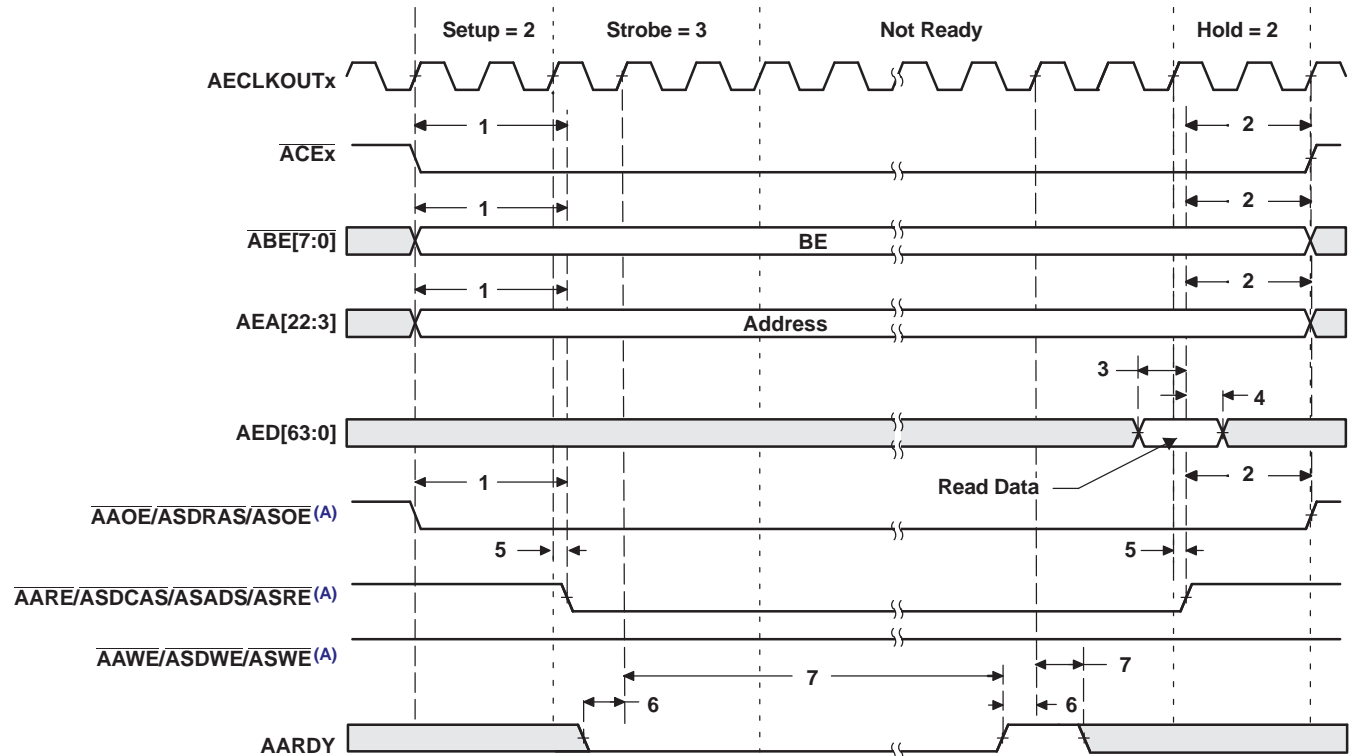 Setup = 2 Strobe = 3 Not Ready Hold = 2
AECLKOUTx
1 2
ACEx
1 2
ABE[7:0] BE
1 2
AEA[22:3] Address
3
4
AED[63:0]
Read Data
1 2
AAOE/ASDRAS/ASOE(A)
5 5
AARE/ASDCAS/ASADS/ASRE(A)
AAWE/ASDWE/ASWE(A)
7 7
6 6
AARDY